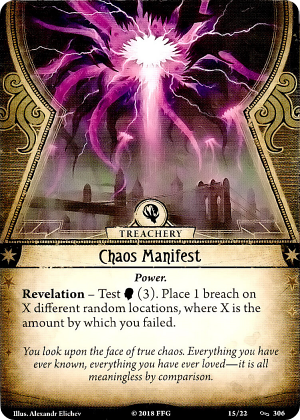 TREACHERY
Chaos Manifest
Power.
Revelation – Test (3). Place 1 breach on
X different random locations, where X is the
amount by which you failed.
You look upon the face of true chaos. Everything you have
ever known, everything you have ever loved—it is all
meaningless by comparison.
Illus. Alexandr Elichev © 2018 FFG 15/22 306